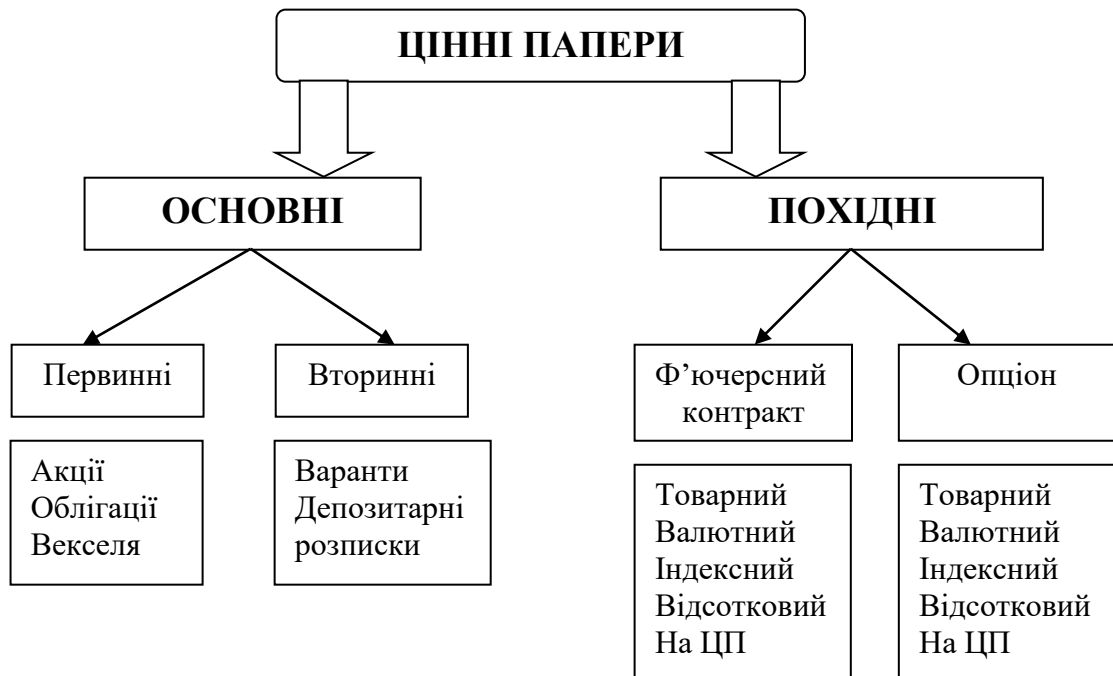 ЦІННІ ПАПЕРИ
ОСНОВНІ
ПОХІДНІ
Первинні
Вторинні
Ф’ючерсний
контракт
Опціон
Акції
Облігації
Векселя
Варанти
Депозитарні
розписки
Товарний
Валютний
Індексний
Відсотковий
На ЦП
Товарний
Валютний
Індексний
Відсотковий
На ЦП